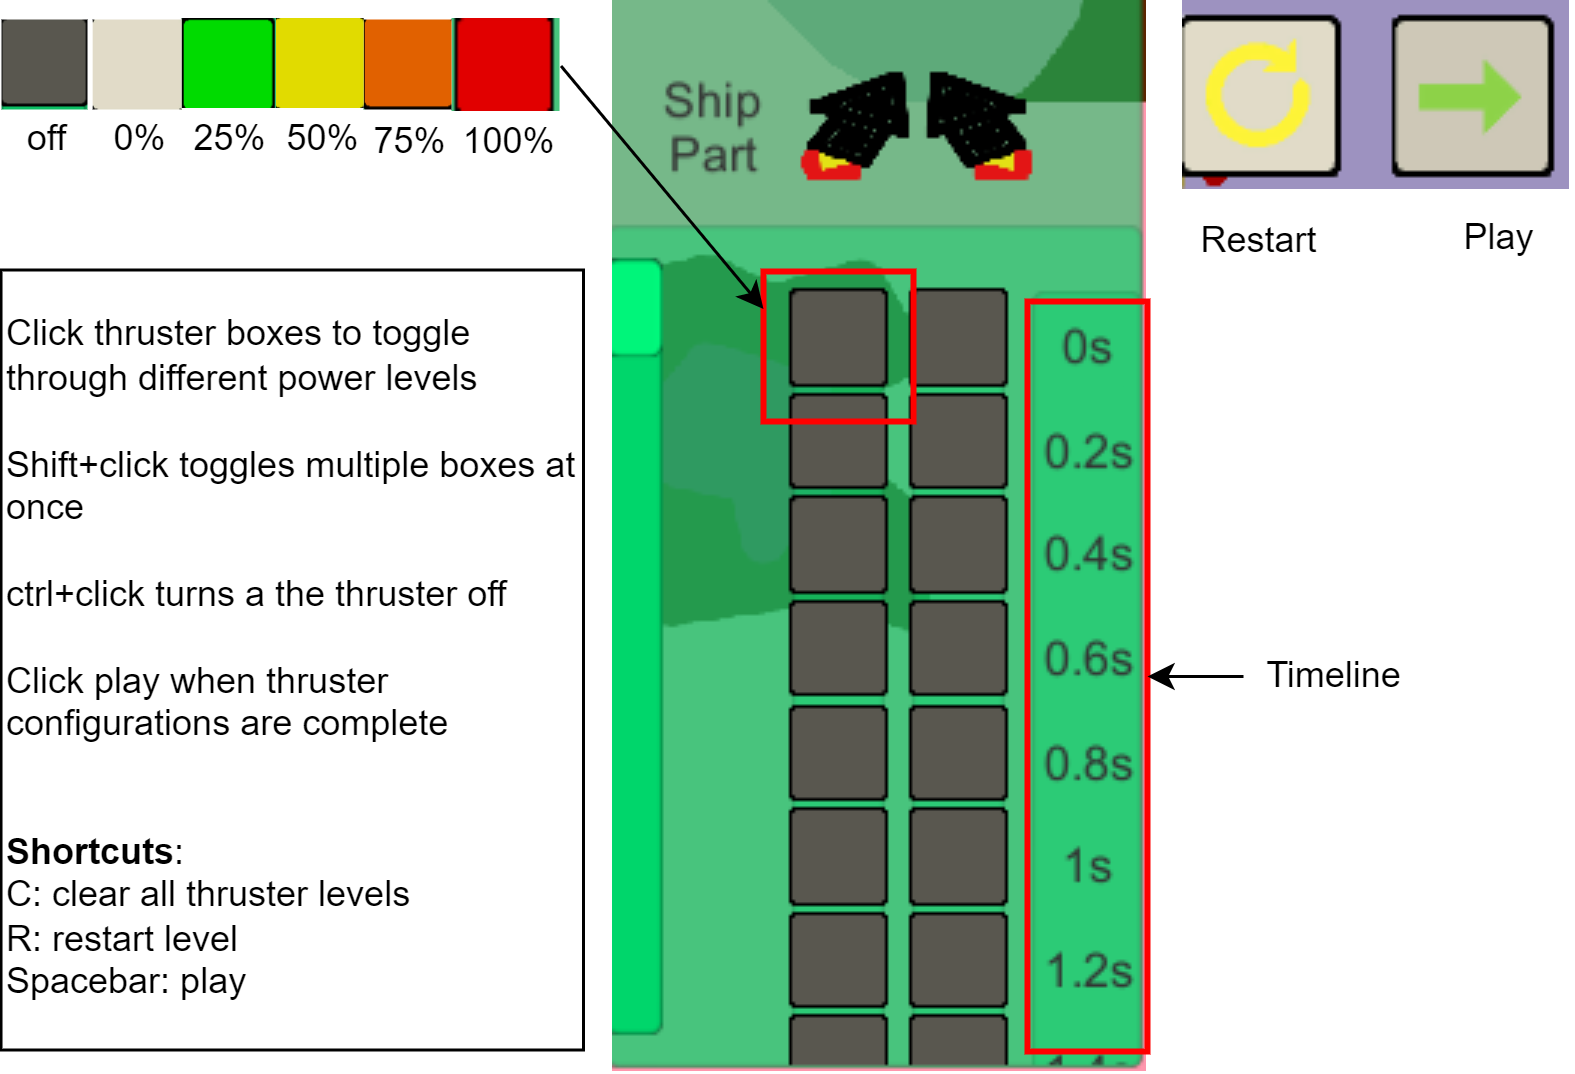 off 0% 25% 50% 75% 100%
Ship
Part
Restart
Play
Click thruster boxes to toggle
through different power levels
Shift+click toggles multiple boxes at
once
ctrl+click turns a the thruster off
Click play when thruster
configurations are complete
Shortcuts:
C: clear all thruster levels
R: restart level
Spacebar: play
0s
0.2s
0.4s
0.6s
0.8s
1s
1.2s
Timeline